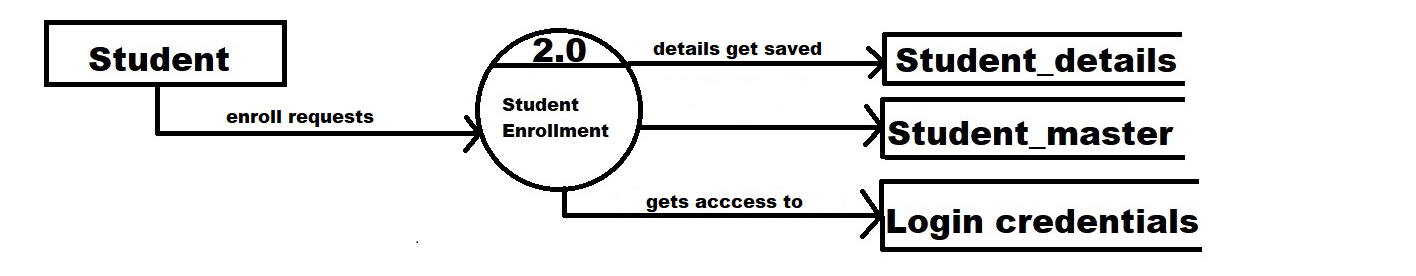 Student
enroll requests
2.0
Student
Enrollment
details get saved
Student_details
Student_master
gets acccess to
Login credentials